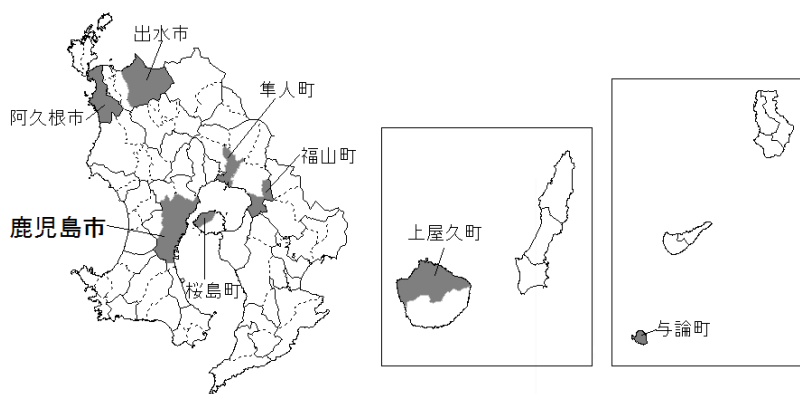 出水市
隼人町
阿久根市
福山町
鹿児島市
桜島町
上屋久町
与論町